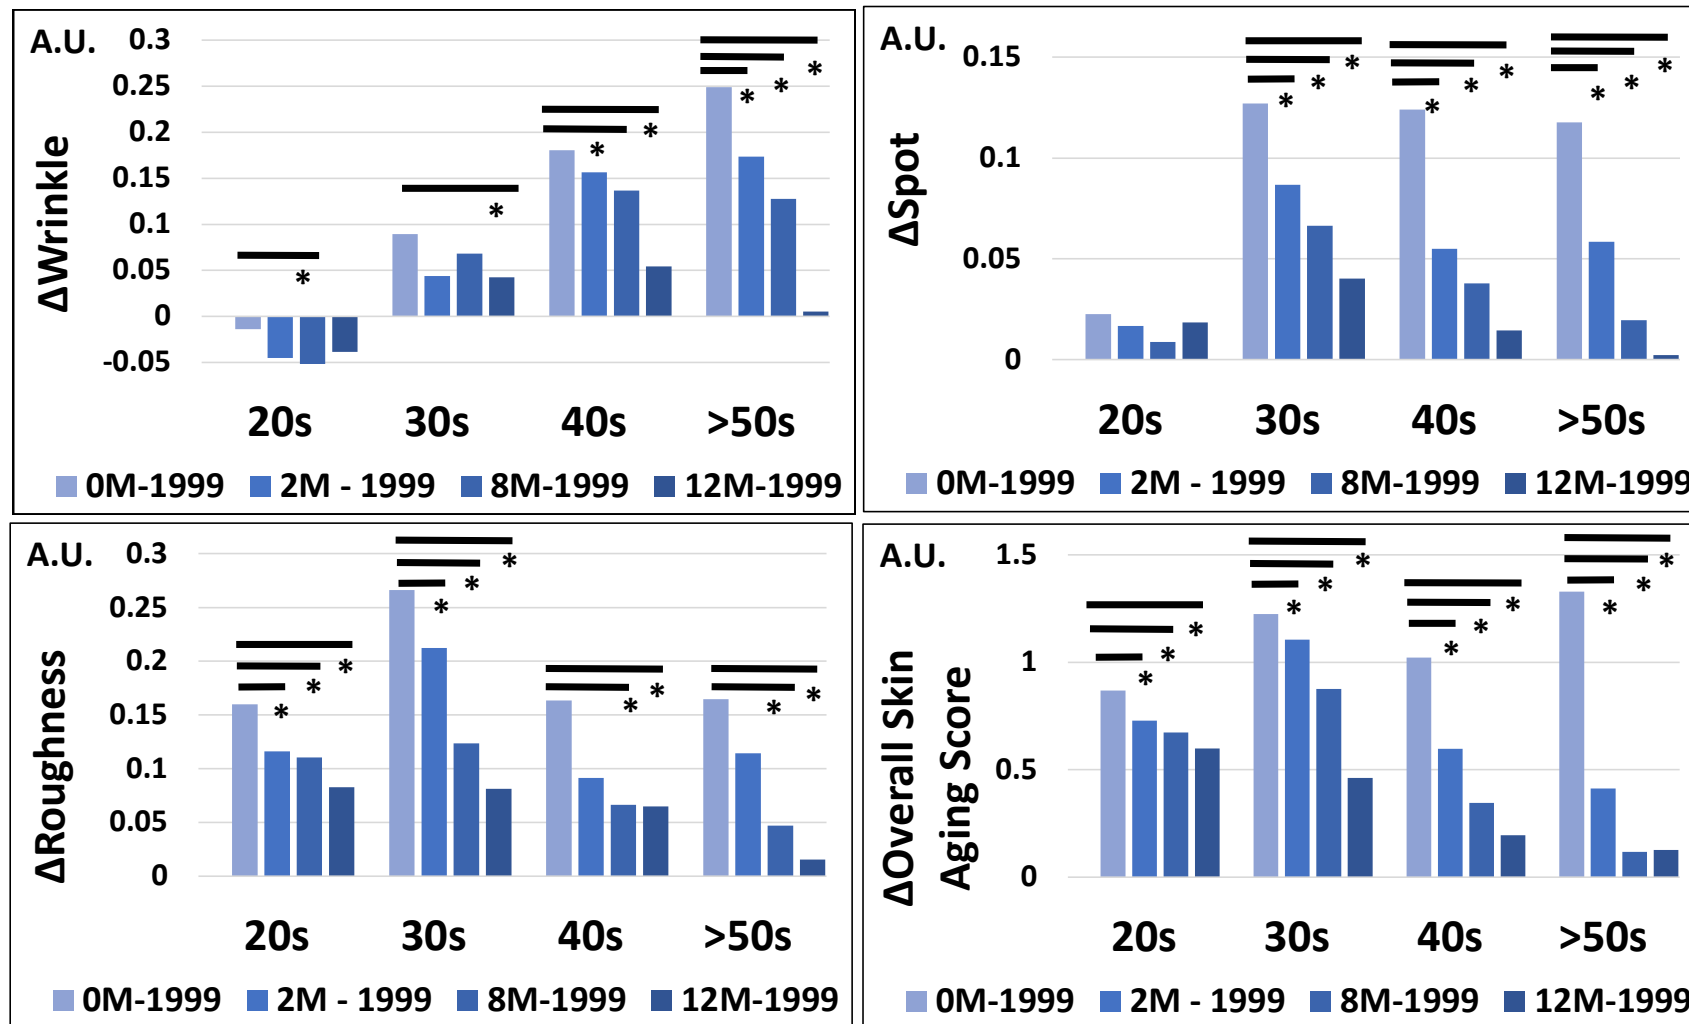 A.U.
0.3
0.25
0.2
0.15
0.1
0.05
0
-0.05
ΔWrinkle
* * * * * * *
20s 30s 40s >50s
0M-1999 2M - 1999 8M-1999 12M-1999
A.U.
0.15
0.1
0.05
0
ΔSpot
* * * * * * * * *
20s 30s 40s >50s
0M-1999 2M - 1999 8M-1999 12M-1999
A.U.
0.3
0.25
0.2
0.15
0.1
0.05
0
ΔRoughness
* * * * * * * * * *
20s 30s 40s >50s
0M-1999 2M - 1999 8M-1999 12M-1999
A.U.
1.5
1
0.5
0
ΔOverall Skin
Aging Score
* * * * * * * * * * * *
20s 30s 40s >50s
0M-1999 2M - 1999 8M-1999 12M-1999